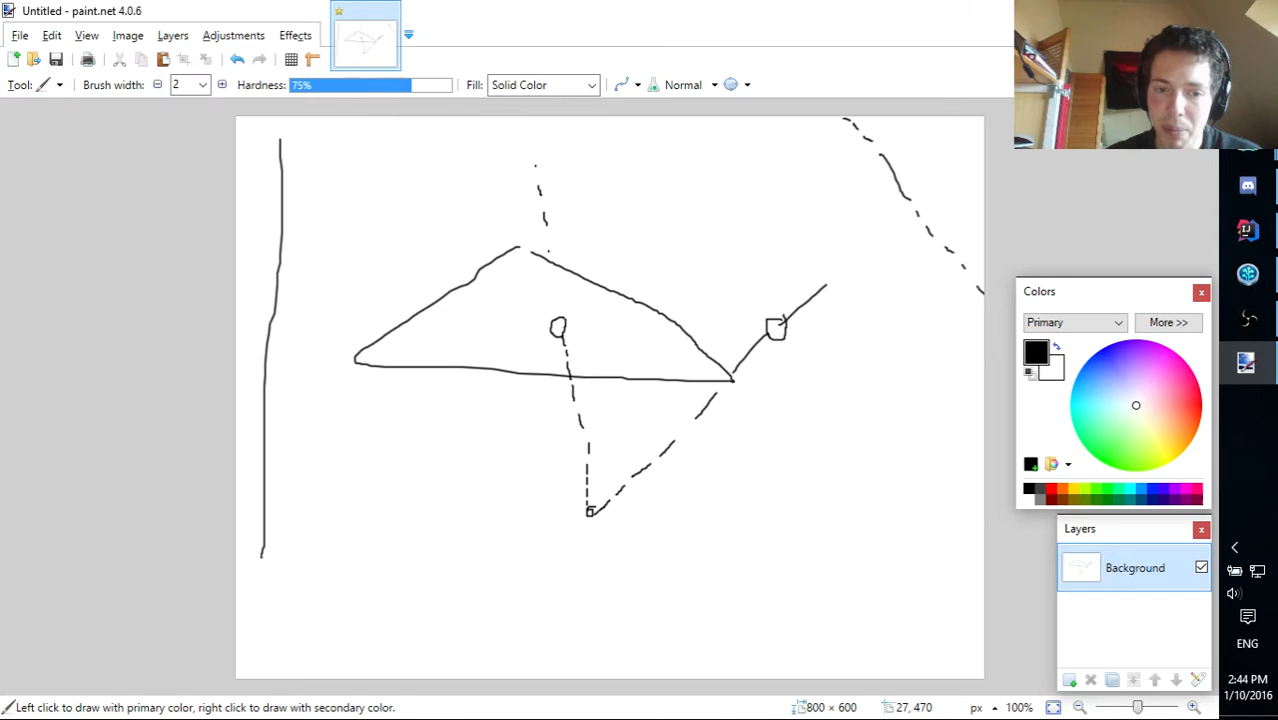 Untitled - paint.net 4.0.6
File Edit View Image Layers Adjustments Effects
Tool: Brush width: 2 Hardness: 75% Fill: Solid Color Normal
Colors
Primary More >>
Layers
Background
ENG
2:44 PM
1/10/2016
Left click to draw with primary color, right click to draw with secondary color. 800 × 600 27, 470 px 100%